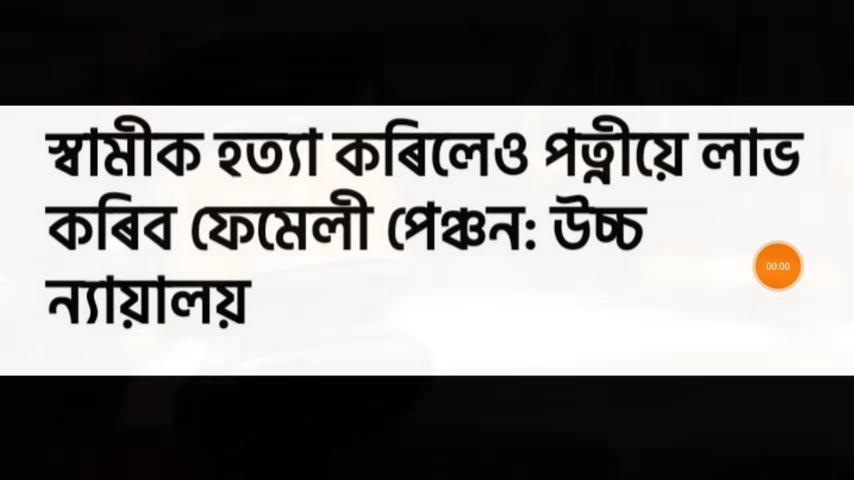 স্বামীক হত্যা কৰিলেও পত্নীয়ে লাভ
কৰিব ফেমেলী পেঞ্চন: উচ্চ
ন্যায়ালয়
00:00